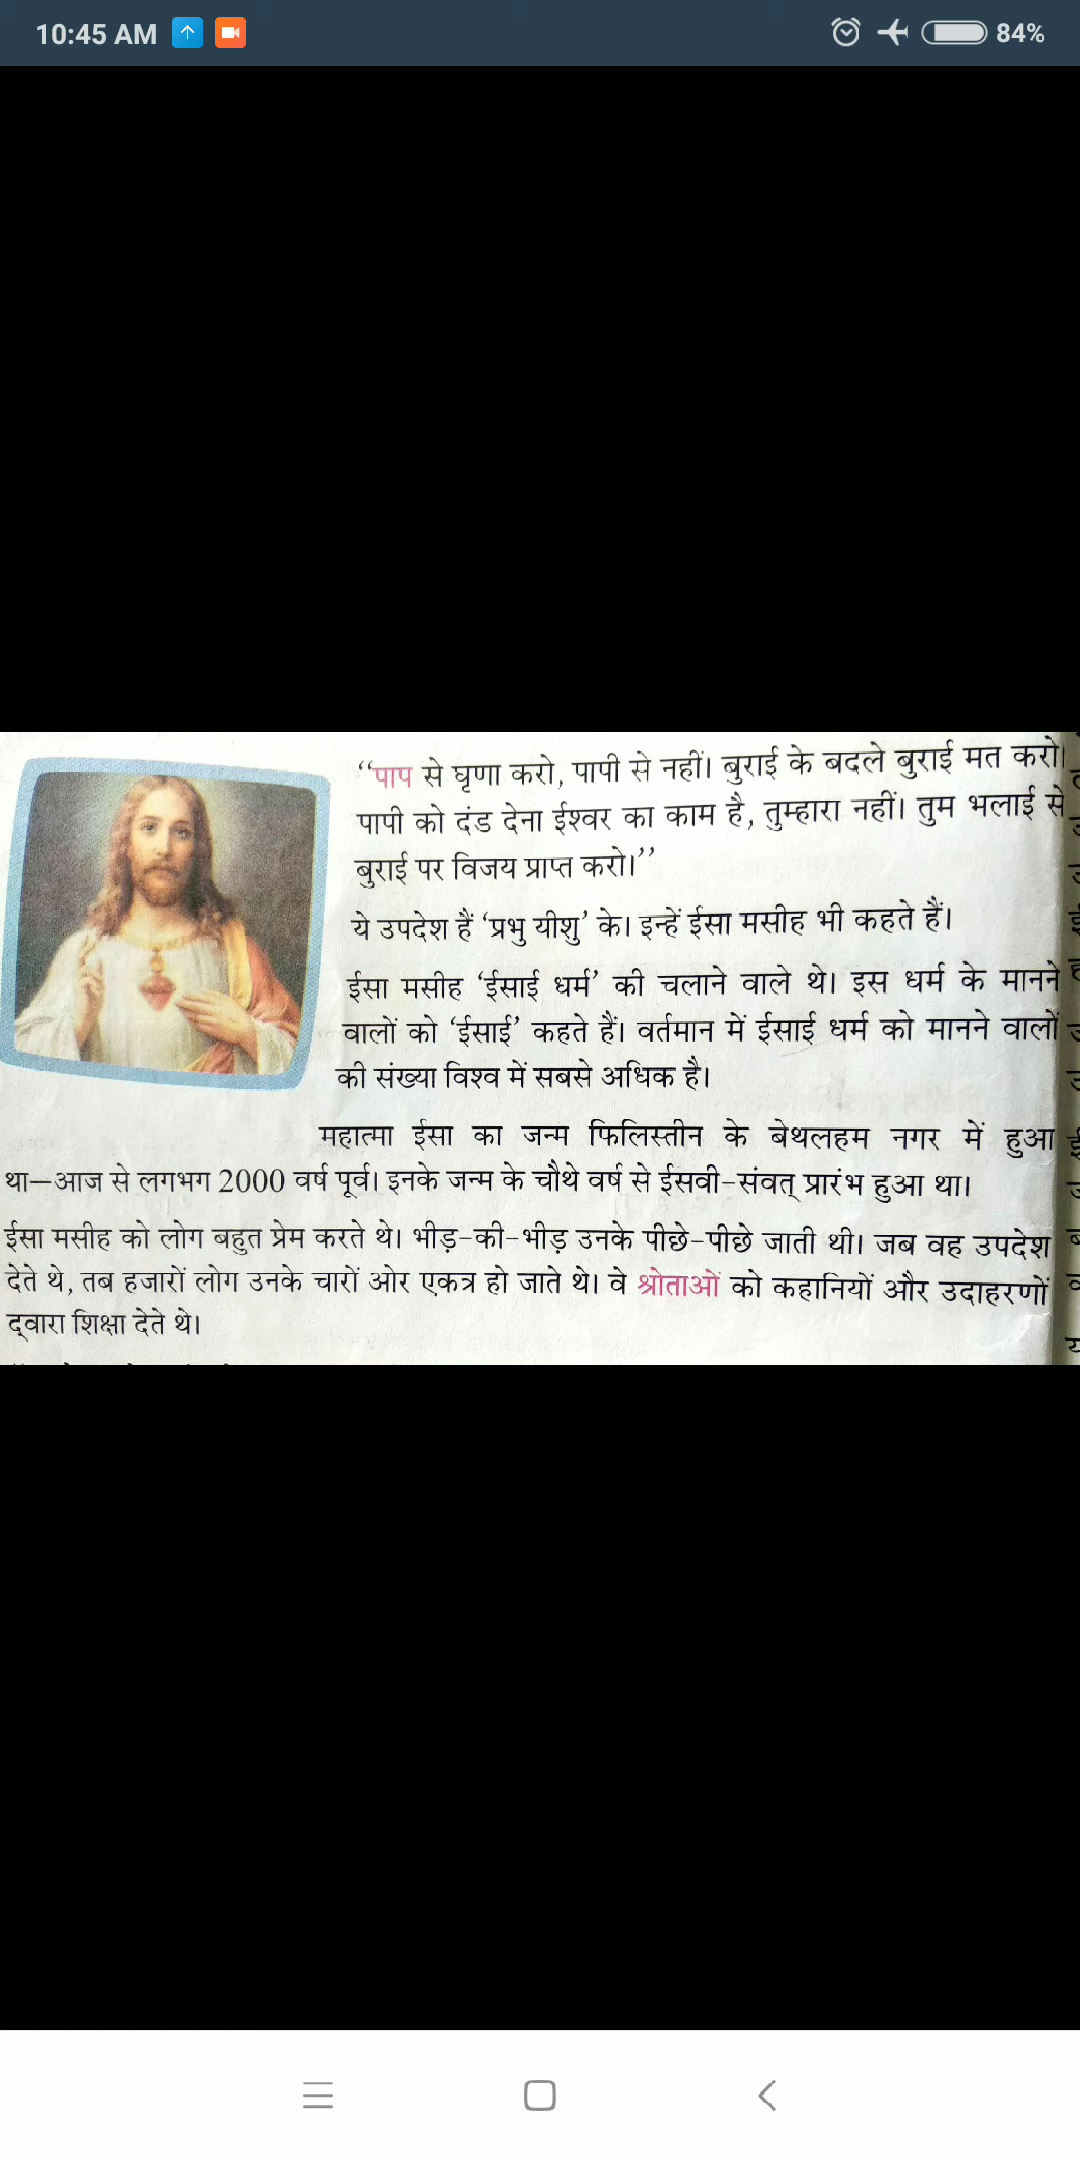 10:45 AM
84%
‘‘पाप से घृणा करो, पापी से नहीं। बुराई के बदले बुराई मत करो।
पापी को दंड देना ईश्वर का काम है, तुम्हारा नहीं। तुम भलाई से
बुराई पर विजय प्राप्त करो।’’
ये उपदेश हैं ‘प्रभु यीशु’ के। इन्हें ईसा मसीह भी कहते हैं।
ईसा मसीह ‘ईसाई धर्म’ की चलाने वाले थे। इस धर्म के मानने
वालों को ‘ईसाई’ कहते हैं। वर्तमान में ईसाई धर्म को मानने वालों
की संख्या विश्व में सबसे अधिक है।
महात्मा ईसा का जन्म फिलिस्तीन के बेथलहम नगर में हुआ
था—आज से लगभग 2000 वर्ष पूर्व। इनके जन्म के चौथे वर्ष से ईसवी-संवत् प्रारंभ हुआ था।
ईसा मसीह को लोग बहुत प्रेम करते थे। भीड़-की-भीड़ उनके पीछे-पीछे जाती थी। जब वह उपदेश
देते थे, तब हजारों लोग उनके चारों ओर एकत्र हो जाते थे। वे श्रोताओं को कहानियों और उदाहरणों
द्वारा शिक्षा देते थे।